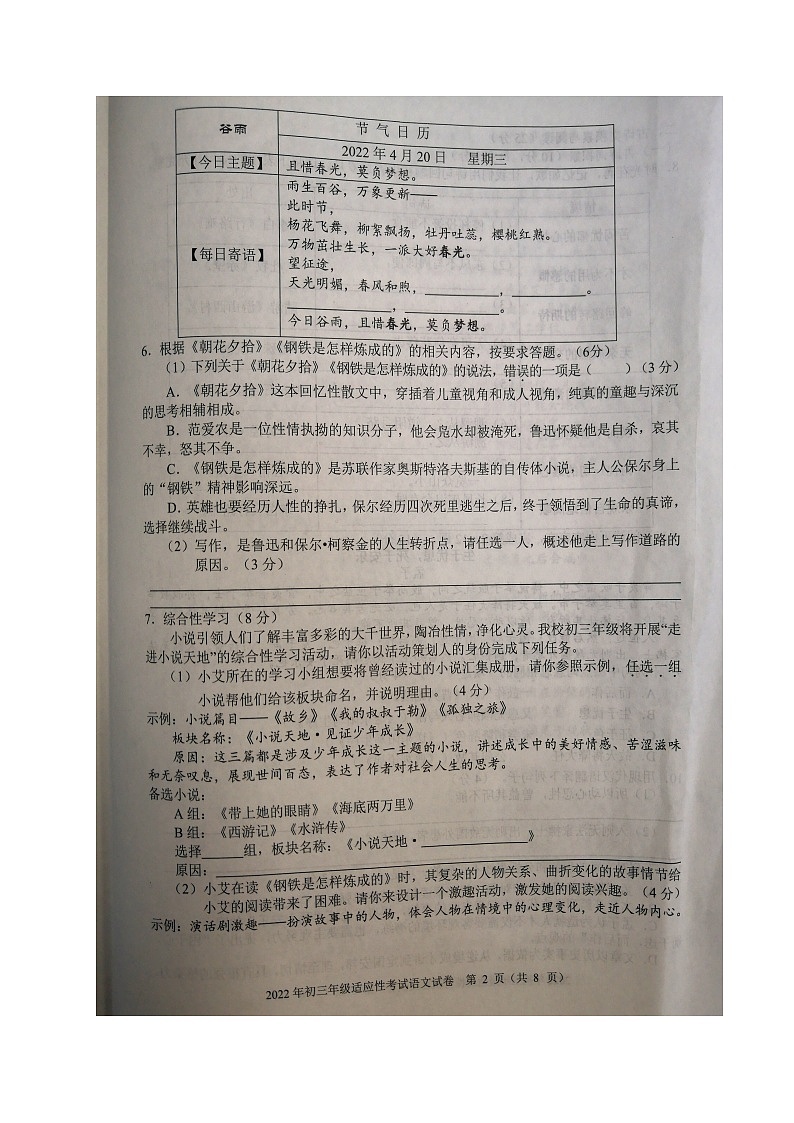 谷雨
节气日历
2022年4月20日 星期三
【今日主题】
且惜春光，莫负梦想。
【每日寄语】
雨生百谷，万象更新——
此时节，
杨花飞舞，柳絮飘扬，牡丹吐蕊，樱桃红熟。
万物茁壮生长，一派大好春光。
望征途，
天光明媚，春风和煦，__________，__________。
__________，__________。
今日谷雨，且惜春光，莫负梦想。
6．根据《朝花夕拾》《钢铁是怎样炼成的》的相关内容，按要求答题。（6分）
（1）下列关于《朝花夕拾》《钢铁是怎样炼成的》的说法，错误的一项是（ ）（3分）
A．《朝花夕拾》这本回忆性散文中，穿插着儿童视角和成人视角，纯真的童趣与深沉
的思考相辅相成。
B．范爱农是一位性情执拗的知识分子，他会凫水却被淹死，鲁迅怀疑他是自杀，哀其
不幸，怒其不争。
C．《钢铁是怎样炼成的》是苏联作家奥斯特洛夫斯基的自传体小说，主人公保尔身上
的“钢铁”精神影响深远。
D．英雄也要经历人性的挣扎，保尔经历四次死里逃生之后，终于领悟到了生命的真谛，
选择继续战斗。
（2）写作，是鲁迅和保尔•柯察金的人生转折点，请任选一人，概述他走上写作道路的
原因。（3分）
7．综合性学习（8分）
小说引领人们了解丰富多彩的大千世界，陶冶性情，净化心灵。我校初三年级将开展“走
进小说天地”的综合性学习活动，请你以活动策划人的身份完成下列任务。
（1）小艾所在的学习小组想要将曾经读过的小说汇集成册，请你参照示例，任选一组
小说帮他们给该板块命名，并说明理由。（4分）
示例：小说篇目——《故乡》《我的叔叔于勒》《孤独之旅》
板块名称：《小说天地·见证少年成长》
原因：这三篇都是涉及少年成长这一主题的小说，讲述成长中的美好情感、苦涩滋味
和无奈叹息，展现世间百态，表达了作者对社会人生的思考。
备选小说：
A组：《带上她的眼睛》《海底两万里》
B组：《西游记》《水浒传》
选择______组，板块名称：《小说天地·______________》
原因：
（2）小艾在读《钢铁是怎样炼成的》时，其复杂的人物关系、曲折变化的故事情节给
小艾的阅读带来了困难。请你来设计一个激趣活动，激发她的阅读兴趣。（4分）
示例：演话剧激趣——扮演故事中的人物，体会人物在情境中的心理变化，走近人物内心。
2022年初三年级适应性考试语文试卷 第 2 页（共 8 页）